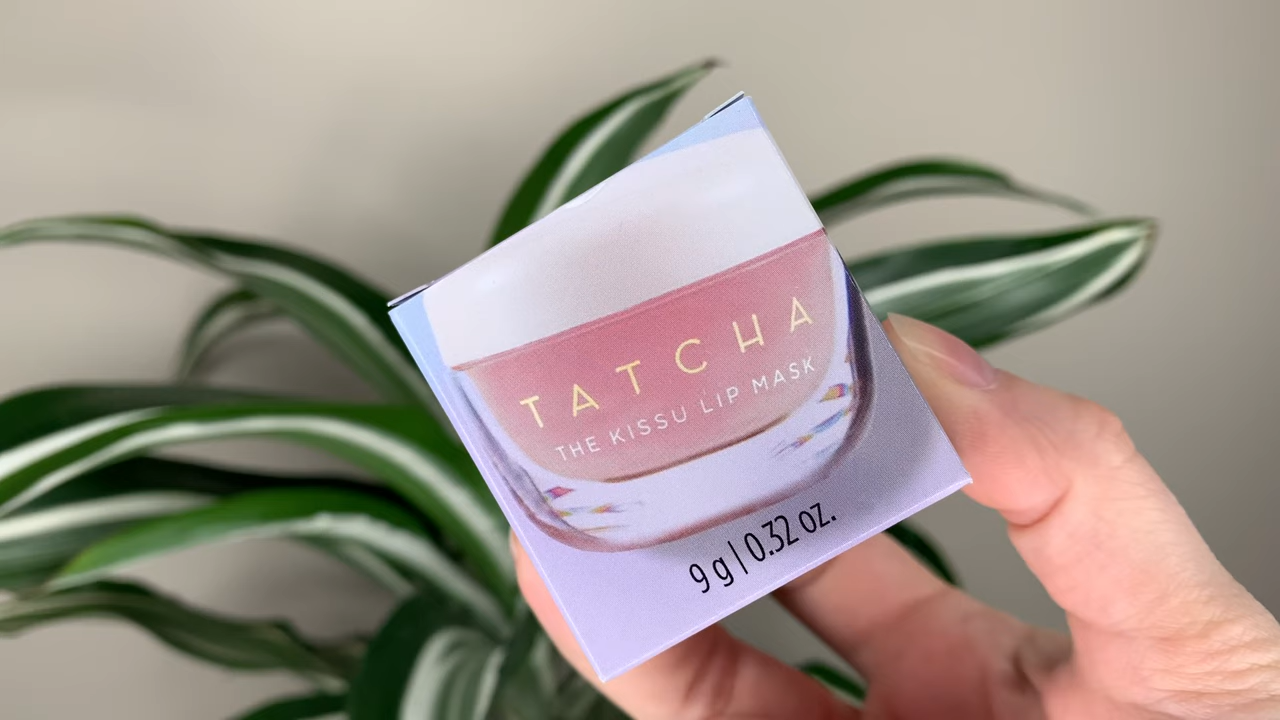 TATCHA
THE KISSU LIP MASK
9 g | 0.32 oz.